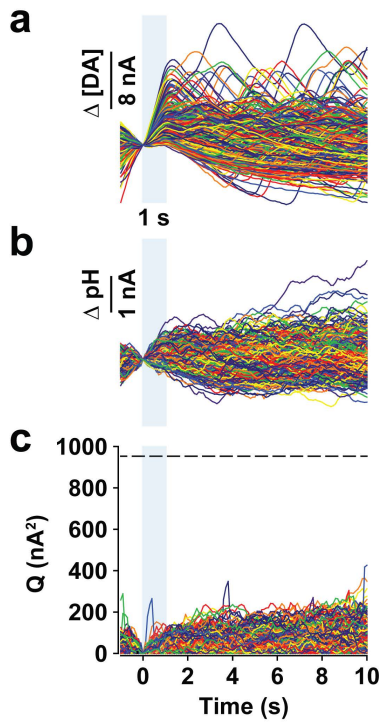 a
Δ [DA]
8 nA
1 s
b
Δ pH
1 nA
c
1000
800
600
400
200
0
Q (nA²)
0 2 4 6 8 10
Time (s)